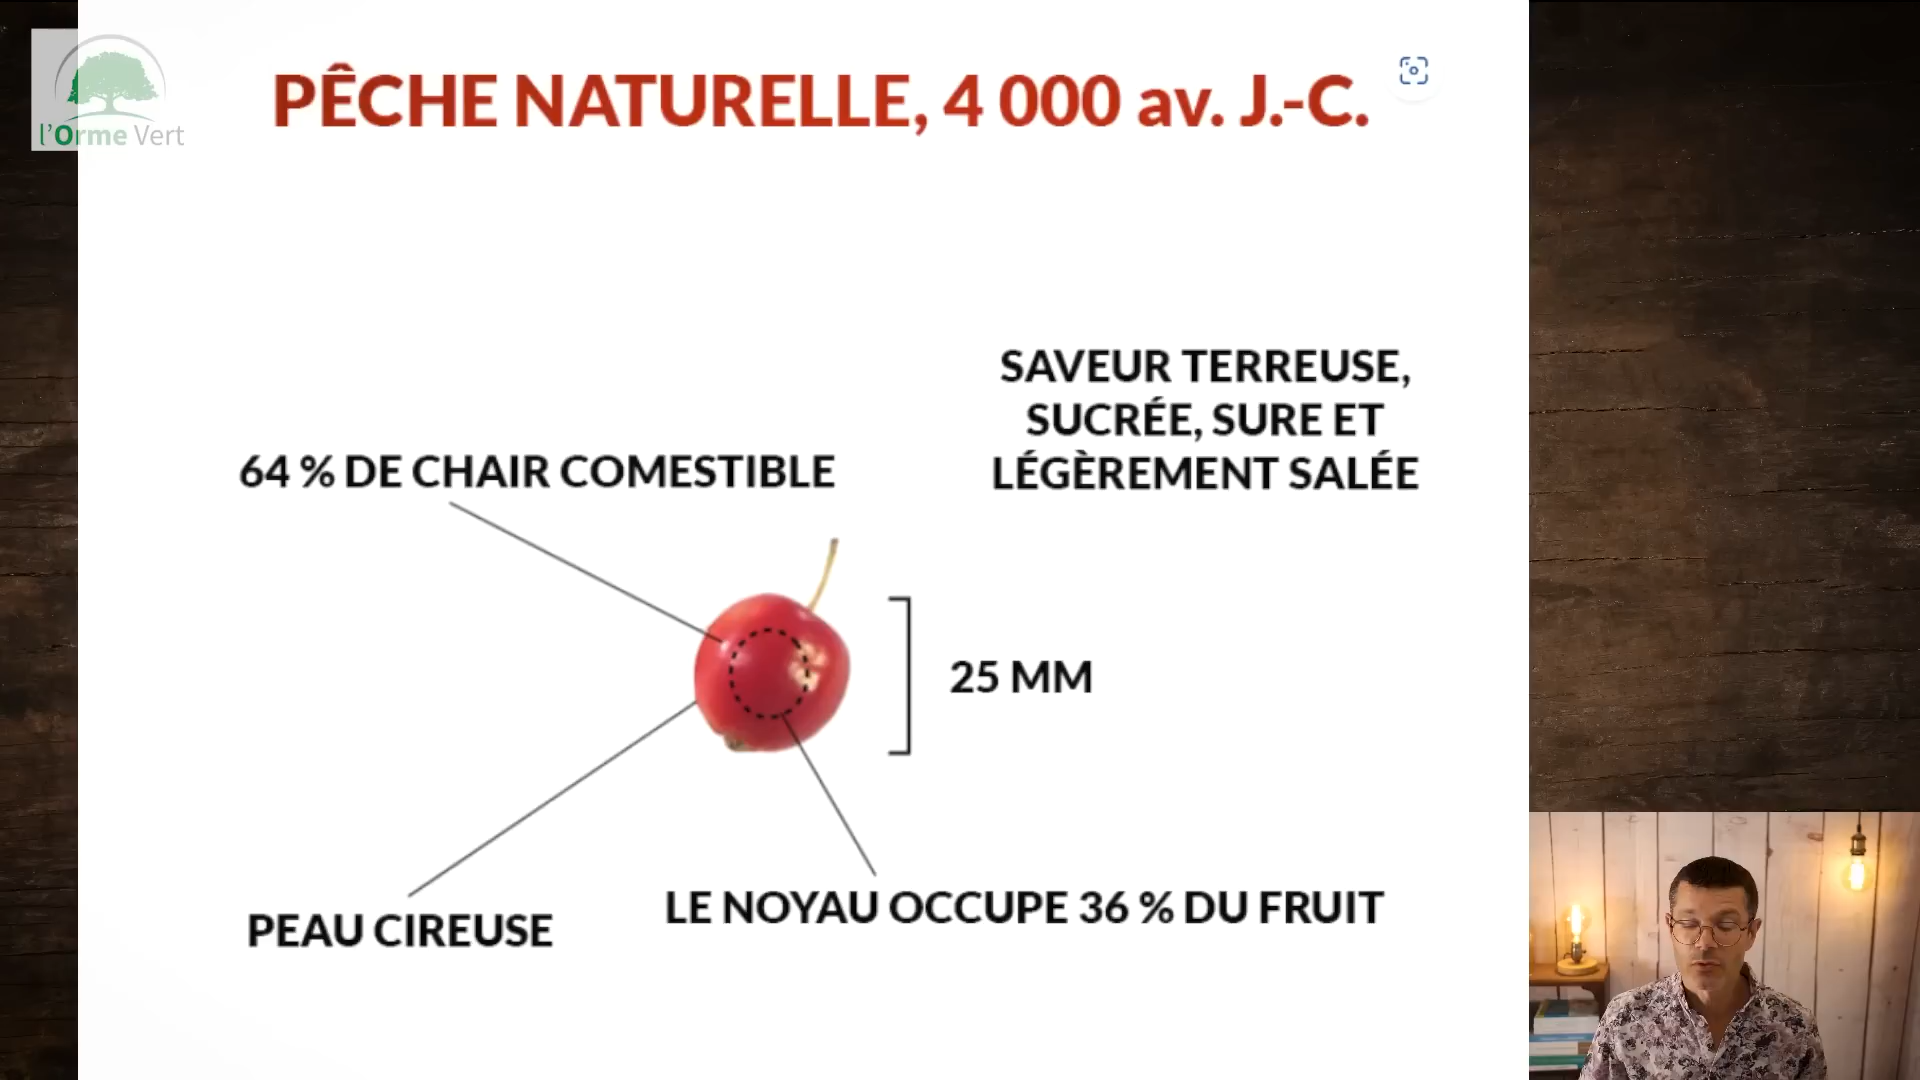 l'Orme Vert
PÊCHE NATURELLE, 4 000 av. J.-C.
SAVEUR TERREUSE,
SUCRÉE, SURE ET
LÉGÈREMENT SALÉE
64 % DE CHAIR COMESTIBLE
25 MM
LE NOYAU OCCUPE 36 % DU FRUIT
PEAU CIREUSE